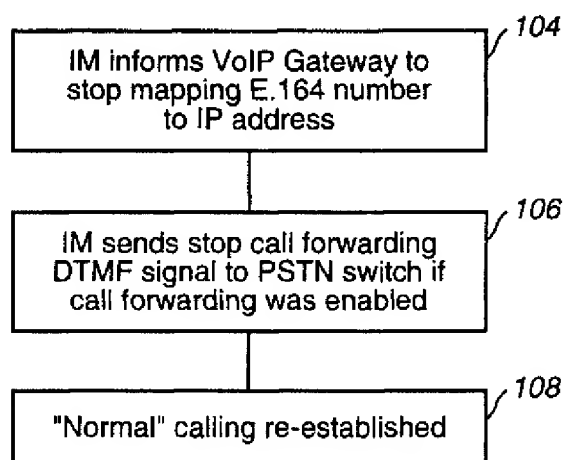 104
IM informs VoIP Gateway to
stop mapping E.164 number
to IP address
106
IM sends stop call forwarding
DTMF signal to PSTN switch if
call forwarding was enabled
108
"Normal" calling re-established